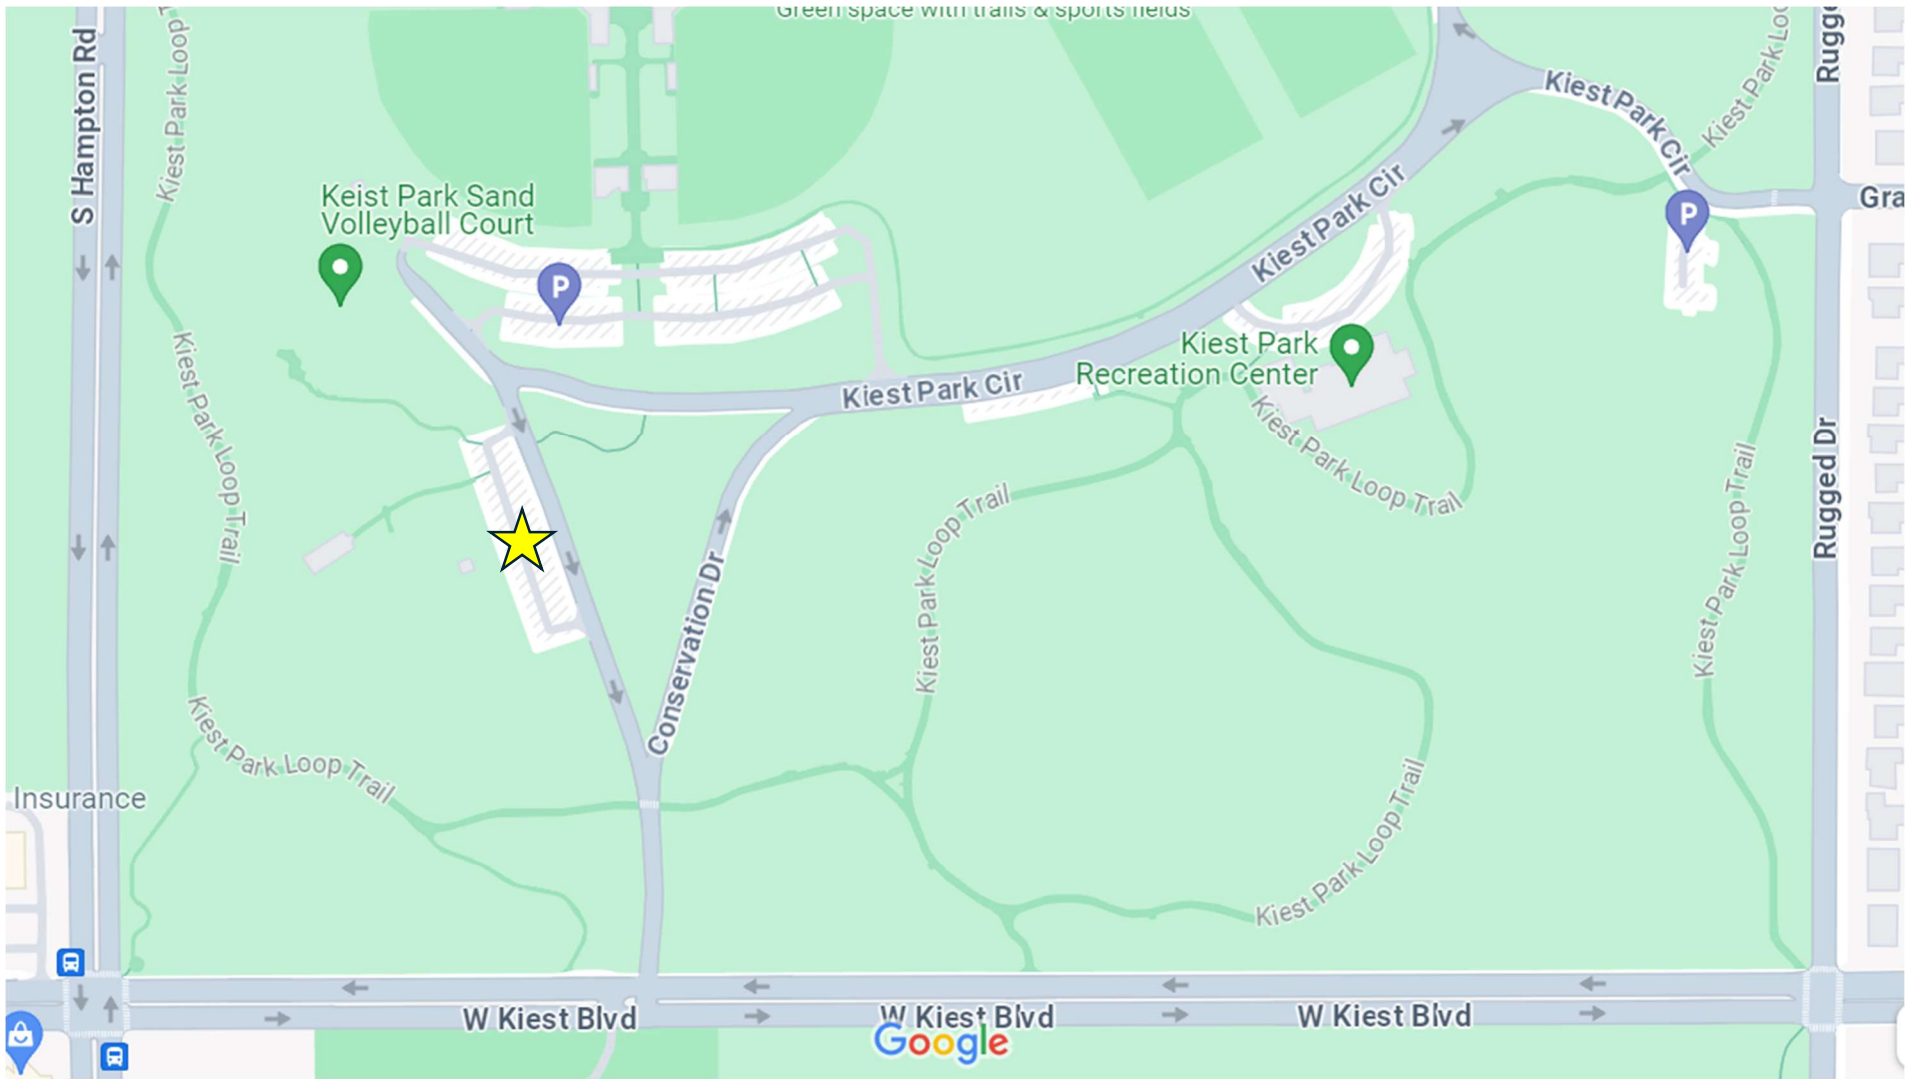 Green space with trails & sports fields
S Hampton Rd
Kiest Park Loop
Kiest Park Loo
Rugge
Kiest Park Cir
Keist Park Sand
Volleyball Court
P
Gra
Kiest Park Cir
P
Kiest Park
Recreation Center
Kiest Park Cir
Kiest Park Loop Trail
Kiest Park Loop Trail
Kiest Park Loop Trail
Kiest Park Loop Trail
Rugged Dr
Conservation Dr
Kiest Park Loop Trail
Kiest Park Loop Trail
Kiest Park Loop Trail
Insurance
W Kiest Blvd
W Kiest Blvd
W Kiest Blvd
Google